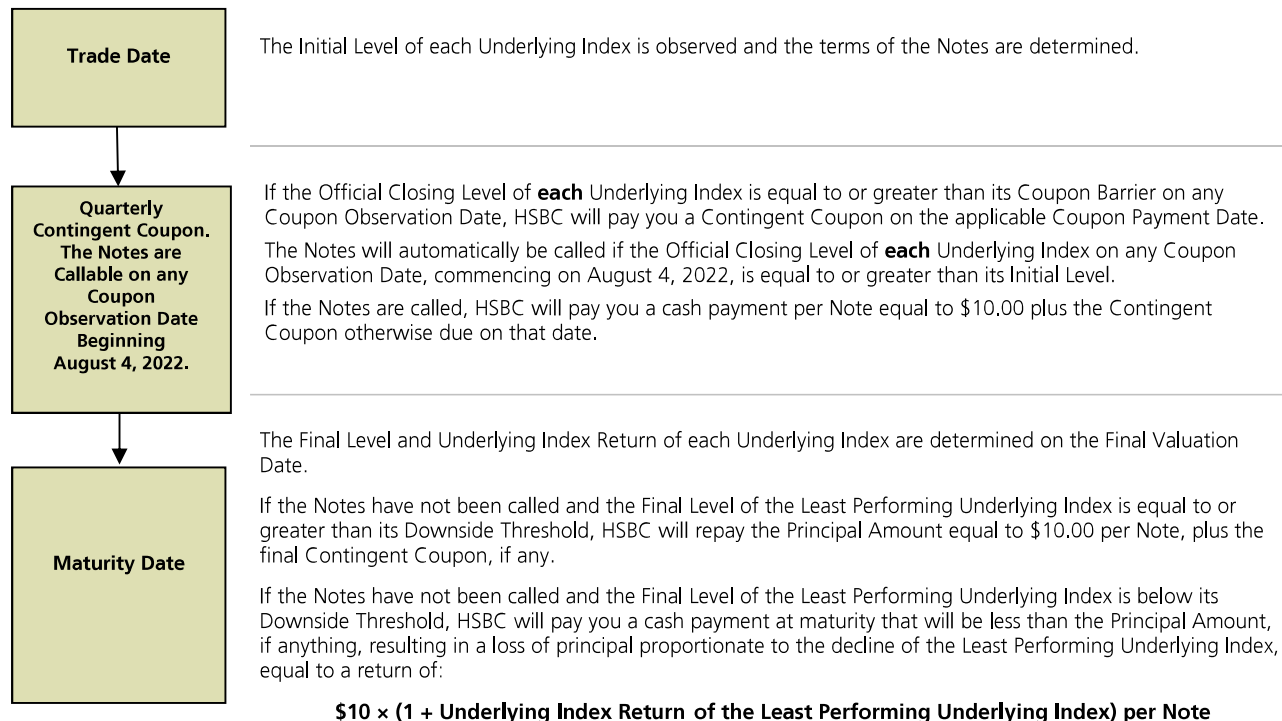 Trade Date
The Initial Level of each Underlying Index is observed and the terms of the Notes are determined.
Quarterly
Contingent Coupon.
The Notes are
Callable on any
Coupon
Observation Date
Beginning
August 4, 2022.
If the Official Closing Level of each Underlying Index is equal to or greater than its Coupon Barrier on any
Coupon Observation Date, HSBC will pay you a Contingent Coupon on the applicable Coupon Payment Date.
The Notes will automatically be called if the Official Closing Level of each Underlying Index on any Coupon
Observation Date, commencing on August 4, 2022, is equal to or greater than its Initial Level.
If the Notes are called, HSBC will pay you a cash payment per Note equal to $10.00 plus the Contingent
Coupon otherwise due on that date.
Maturity Date
The Final Level and Underlying Index Return of each Underlying Index are determined on the Final Valuation
Date.
If the Notes have not been called and the Final Level of the Least Performing Underlying Index is equal to or
greater than its Downside Threshold, HSBC will repay the Principal Amount equal to $10.00 per Note, plus the
final Contingent Coupon, if any.
If the Notes have not been called and the Final Level of the Least Performing Underlying Index is below its
Downside Threshold, HSBC will pay you a cash payment at maturity that will be less than the Principal Amount,
if anything, resulting in a loss of principal proportionate to the decline of the Least Performing Underlying Index,
equal to a return of:
$10 × (1 + Underlying Index Return of the Least Performing Underlying Index) per Note